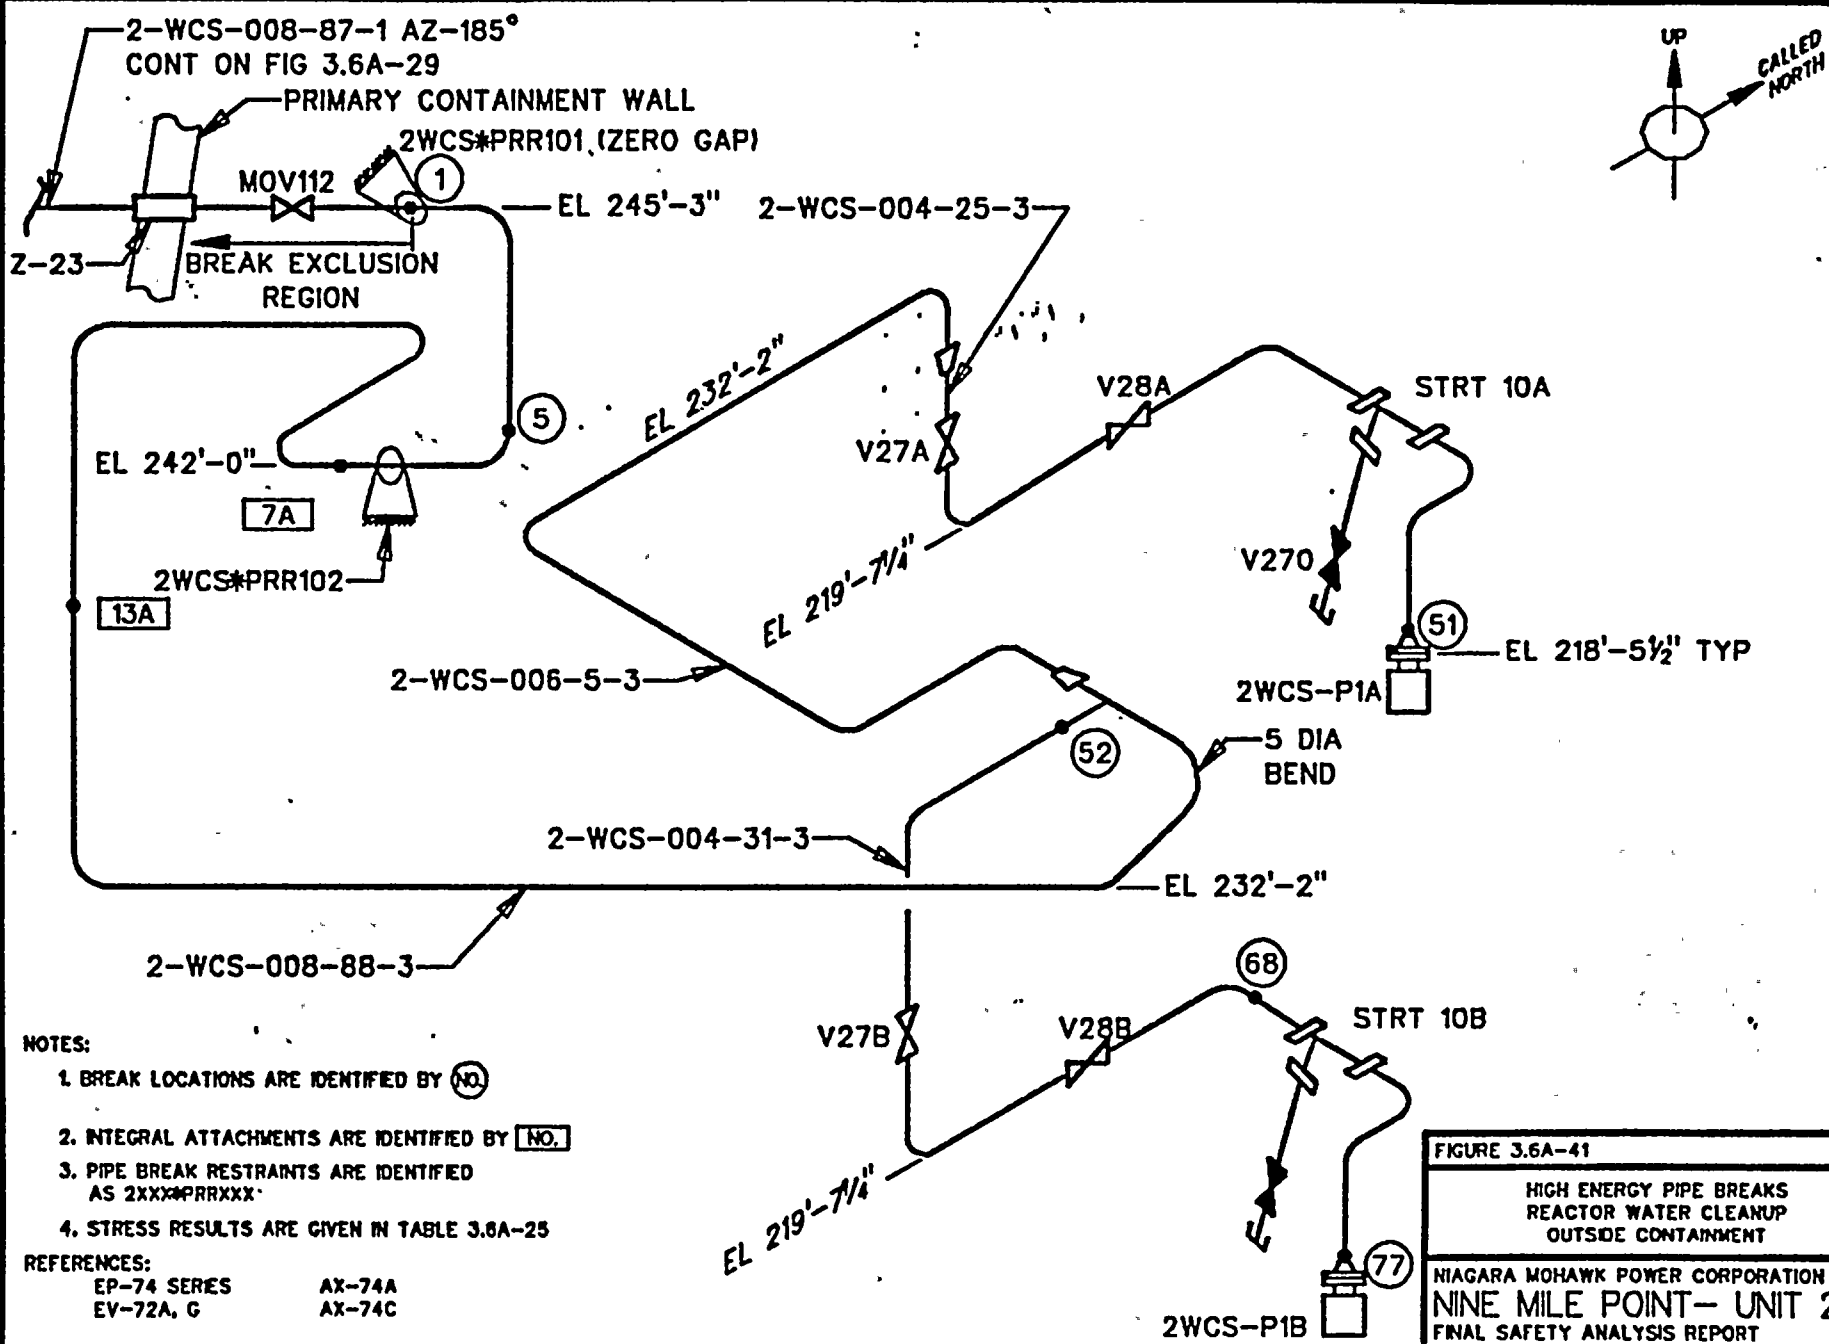 2-WCS-008-87-1 AZ-185°
CONT ON FIG 3.6A-29
PRIMARY CONTAINMENT WALL
2WCS*PRR101 (ZERO GAP)
UP
CALLED
NORTH
MOV112
1
EL 245'-3"
2-WCS-004-25-3
Z-23
BREAK EXCLUSION
REGION
EL 232'-2"
V28A
STRT 10A
5
V27A
EL 242'-0"
7A
2WCS*PRR102
13A
EL 219'-7¼"
V270
51
EL 218'-5½" TYP
2-WCS-006-5-3
2WCS-P1A
52
5 DIA
BEND
2-WCS-004-31-3
EL 232'-2"
2-WCS-008-88-3
68
V27B
V28B
STRT 10B
EL 219'-7¼"
77
2WCS-P1B
NOTES:
1. BREAK LOCATIONS ARE IDENTIFIED BY NO.
2. INTEGRAL ATTACHMENTS ARE IDENTIFIED BY NO.
3. PIPE BREAK RESTRAINTS ARE IDENTIFIED
AS 2XXX*PRRXXX
4. STRESS RESULTS ARE GIVEN IN TABLE 3.6A-25
REFERENCES:
EP-74 SERIES AX-74A
EV-72A, G AX-74C
FIGURE 3.6A-41
HIGH ENERGY PIPE BREAKS
REACTOR WATER CLEANUP
OUTSIDE CONTAINMENT
NIAGARA MOHAWK POWER CORPORATION
NINE MILE POINT- UNIT 2
FINAL SAFETY ANALYSIS REPORT